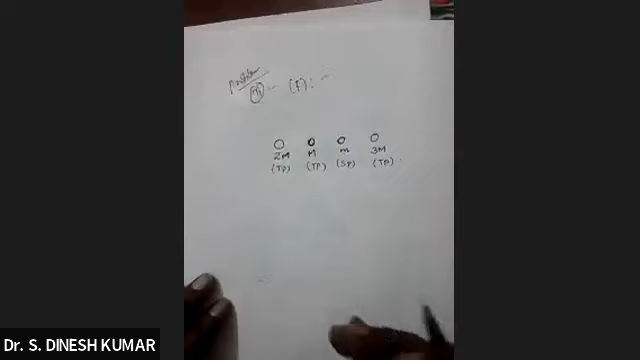 Problem
2M M m 3M
(TP) (TP) (SP) (TP)
Dr. S. DINESH KUMAR